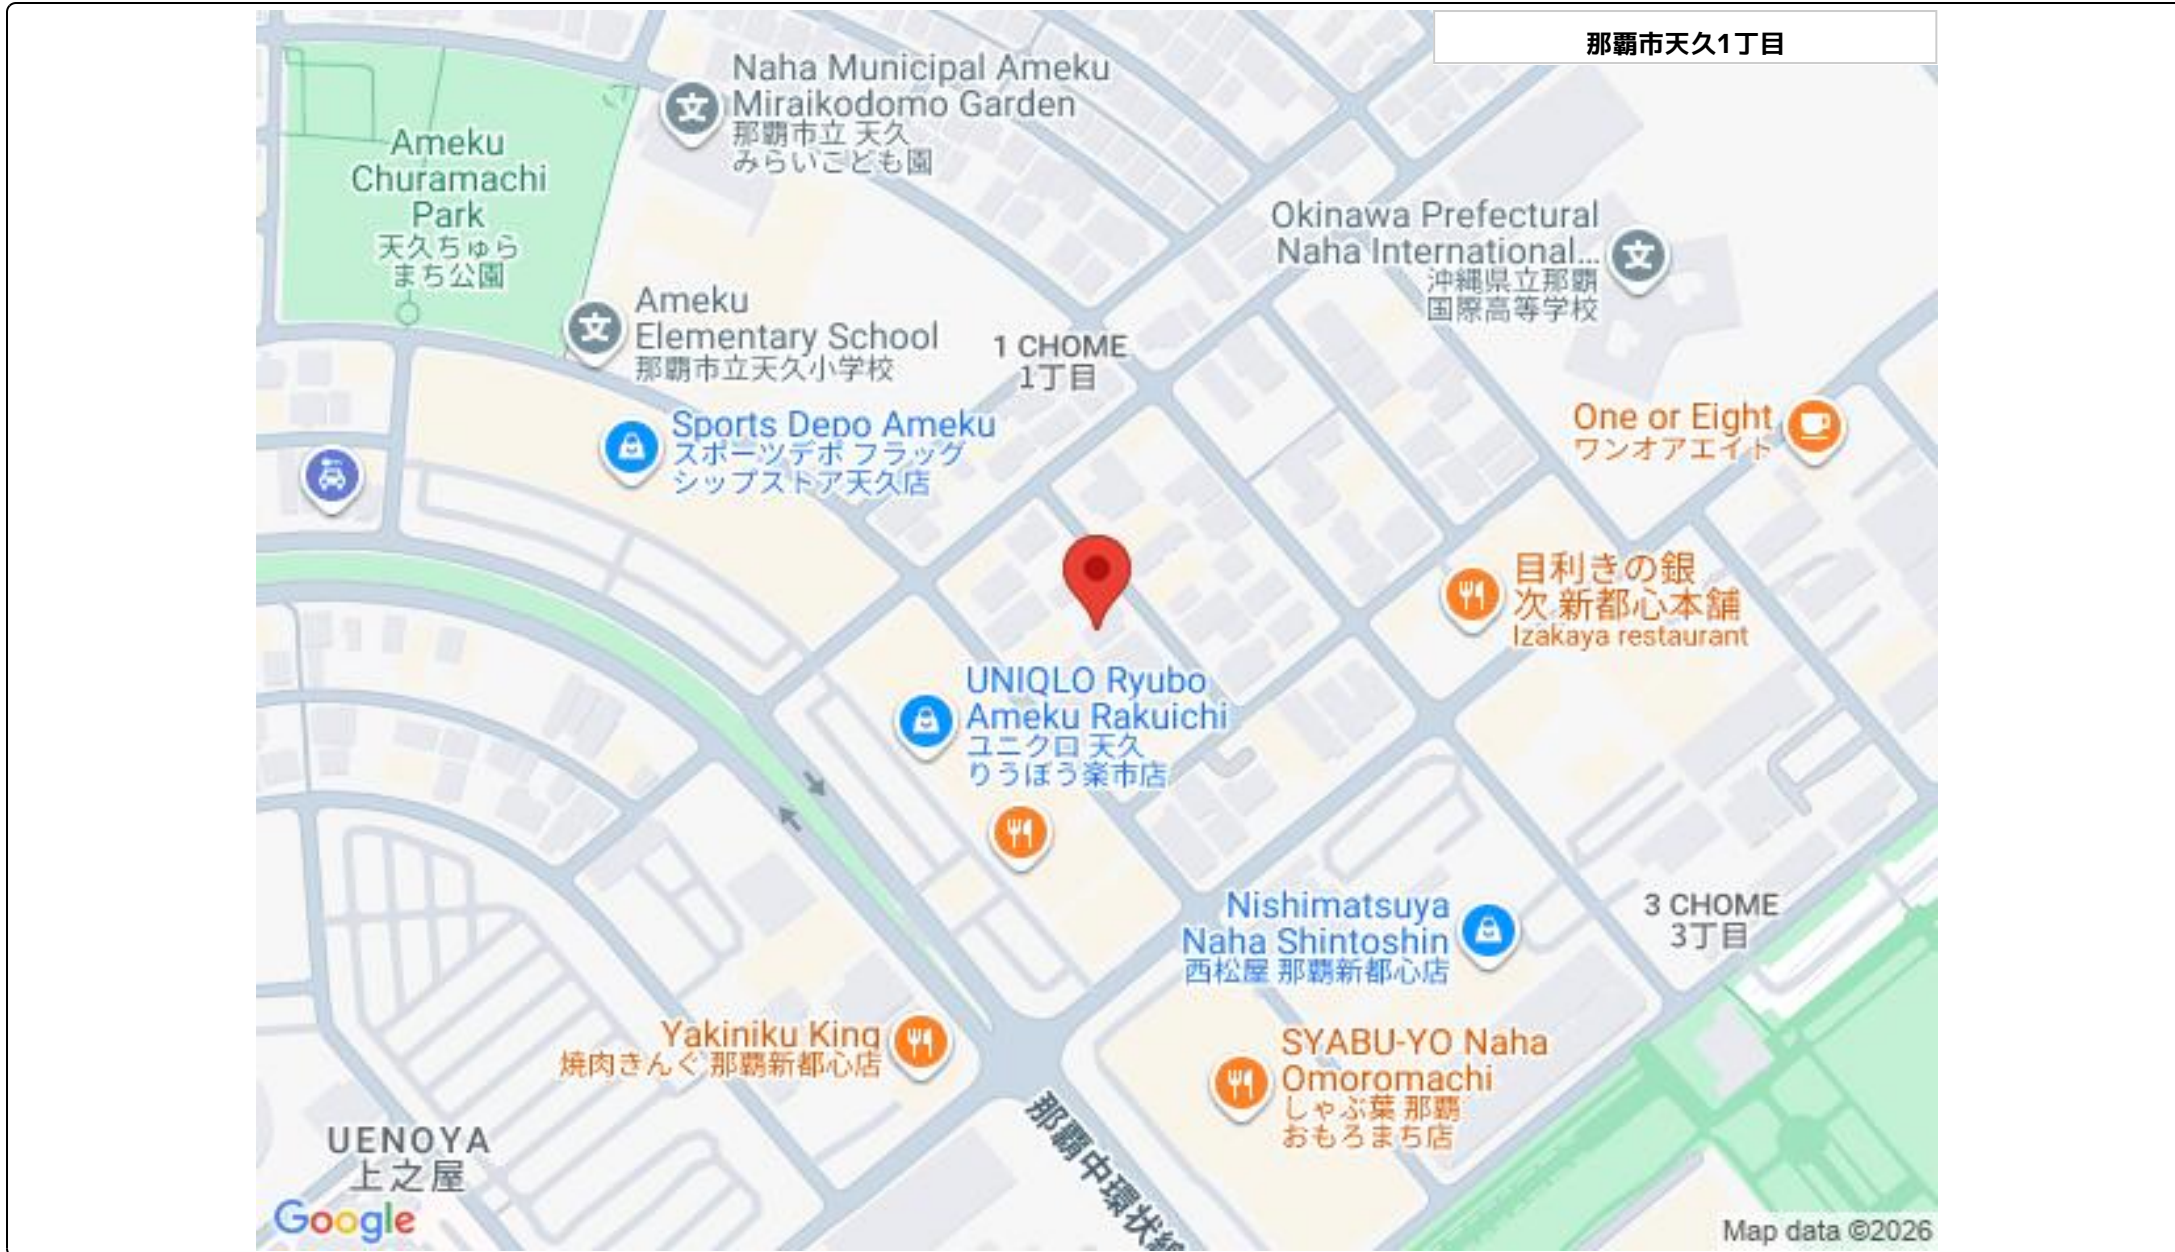 那覇市天久1丁目
Naha Municipal Ameku
Miraikodomo Garden
那覇市立 天久
みらいこども園
Ameku
Churamachi
Park
天久ちゅら
まち公園
Okinawa Prefectural
Naha International...
沖縄県立那覇
国際高等学校
Ameku
Elementary School
那覇市立天久小学校
1 CHOME
1丁目
Sports Depo Ameku
スポーツデポ フラッグ
シップストア天久店
One or Eight
ワンオアエイト
目利きの銀
次 新都心本舗
Izakaya restaurant
UNIQLO Ryubo
Ameku Rakuichi
ユニクロ 天久
りうぼう楽市店
Nishimatsuya
Naha Shintoshin
西松屋 那覇新都心店
3 CHOME
3丁目
Yakiniku King
焼肉きんぐ 那覇新都心店
SYABU-YO Naha
Omoromachi
しゃぶ葉 那覇
おもろまち店
那覇中環状線
UENOYA
上之屋
Google
Map data ©2026